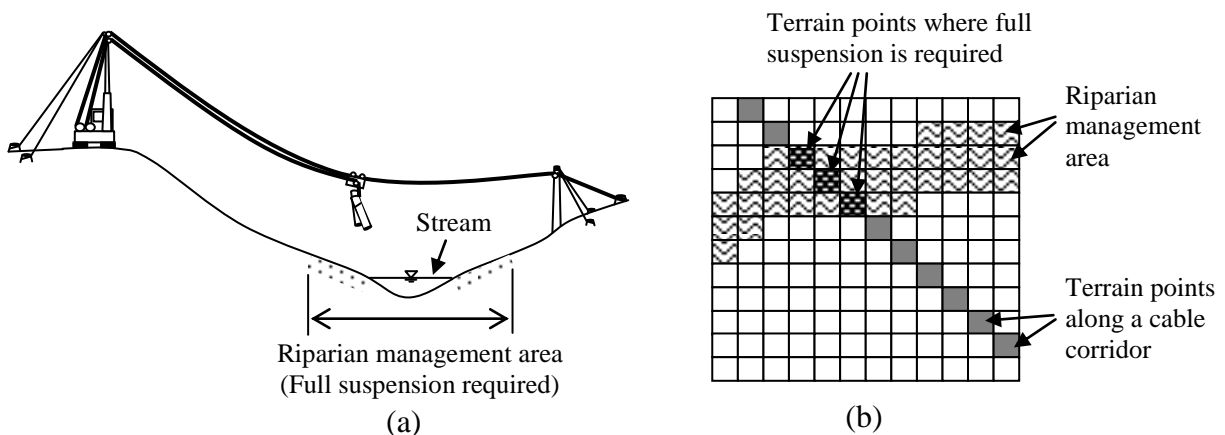 Stream
Riparian management area
(Full suspension required)
(a)
Terrain points where full
suspension is required
Riparian
management
area
Terrain points
along a cable
corridor
(b)